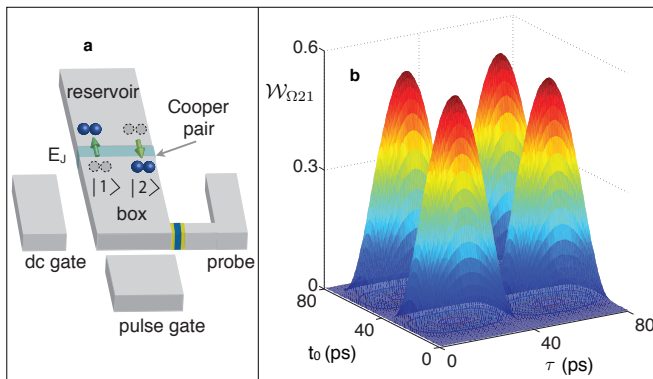 a
reservoir
Cooper
pair
E_J
|1⟩ |2⟩
box
dc gate
probe
pulse gate
b
𝒲_Ω21
0.6
0.3
0
80
40
0
t_0 (ps)
0
40
80
τ (ps)